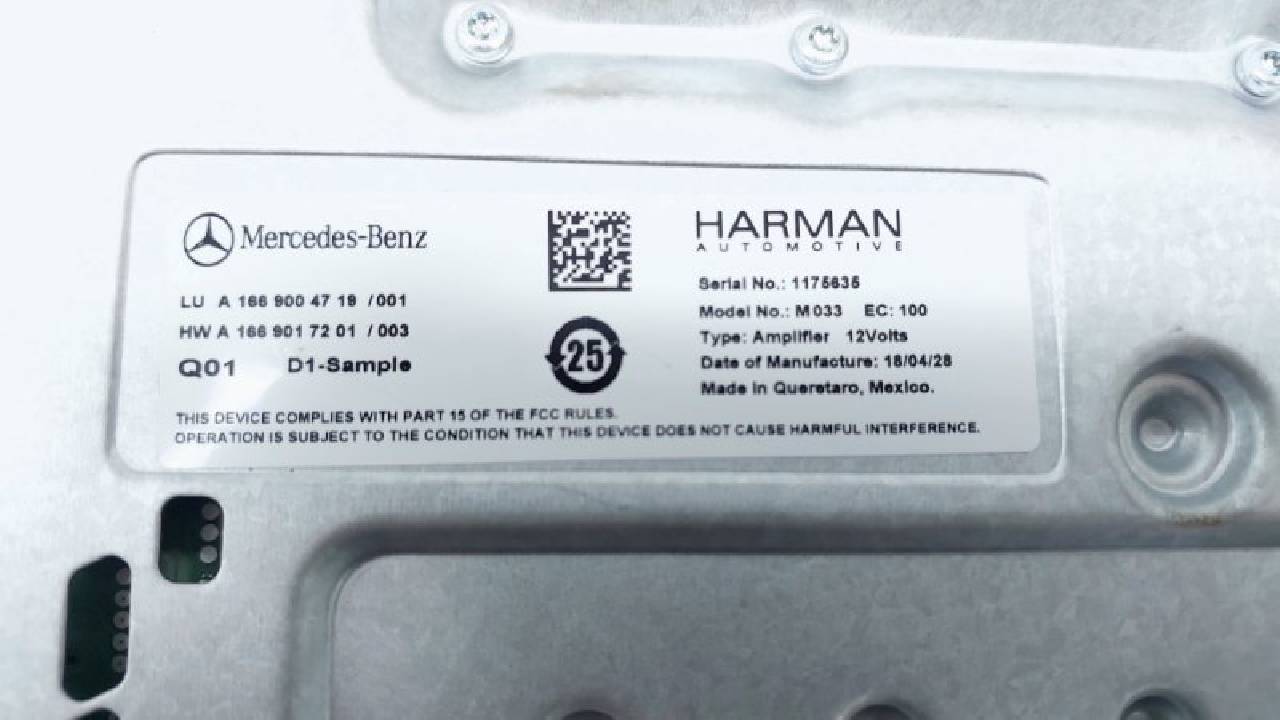 Mercedes-Benz
LU A 166 900 47 19 /001
HW A 166 901 72 01 / 003
Q01 D1-Sample
25
HARMAN
AUTOMOTIVE
Serial No.: 1175635
Model No.: M033 EC: 100
Type: Amplifier 12Volts
Date of Manufacture: 18/04/28
Made in Queretaro, Mexico.
THIS DEVICE COMPLIES WITH PART 15 OF THE FCC RULES.
OPERATION IS SUBJECT TO THE CONDITION THAT THIS DEVICE DOES NOT CAUSE HARMFUL INTERFERENCE.